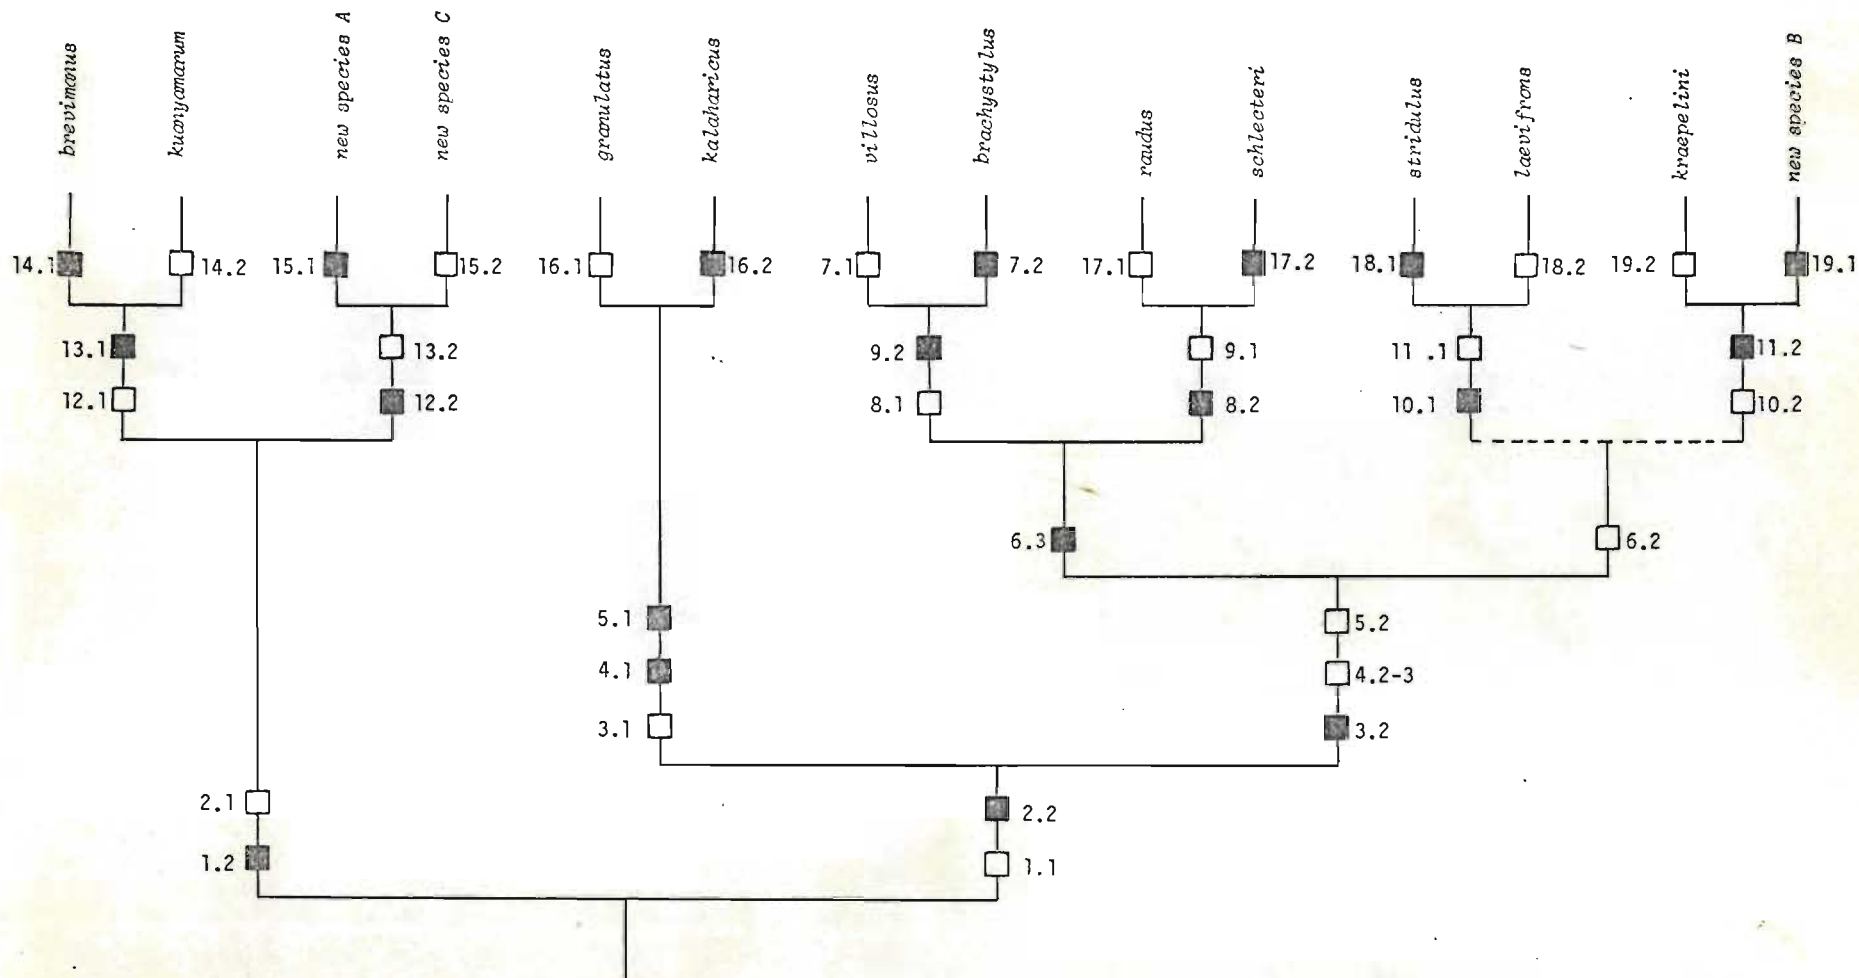 brevimanus
kuanyamarum
new species A
new species C
granulatus
kalaharicus
villosus
brachystylus
raudus
schlecteri
stridulus
laevifrons
kraepelini
new species B
14.1 14.2 15.1 15.2 16.1 16.2 7.1 7.2 17.1 17.2 18.1 18.2 19.2 19.1
13.1 13.2 9.2 9.1 11 .1 11.2
12.1 12.2 8.1 8.2 10.1 10.2
6.3 6.2
5.1 5.2
4.1 4.2-3
3.1 3.2
2.1 2.2
1.2 1.1